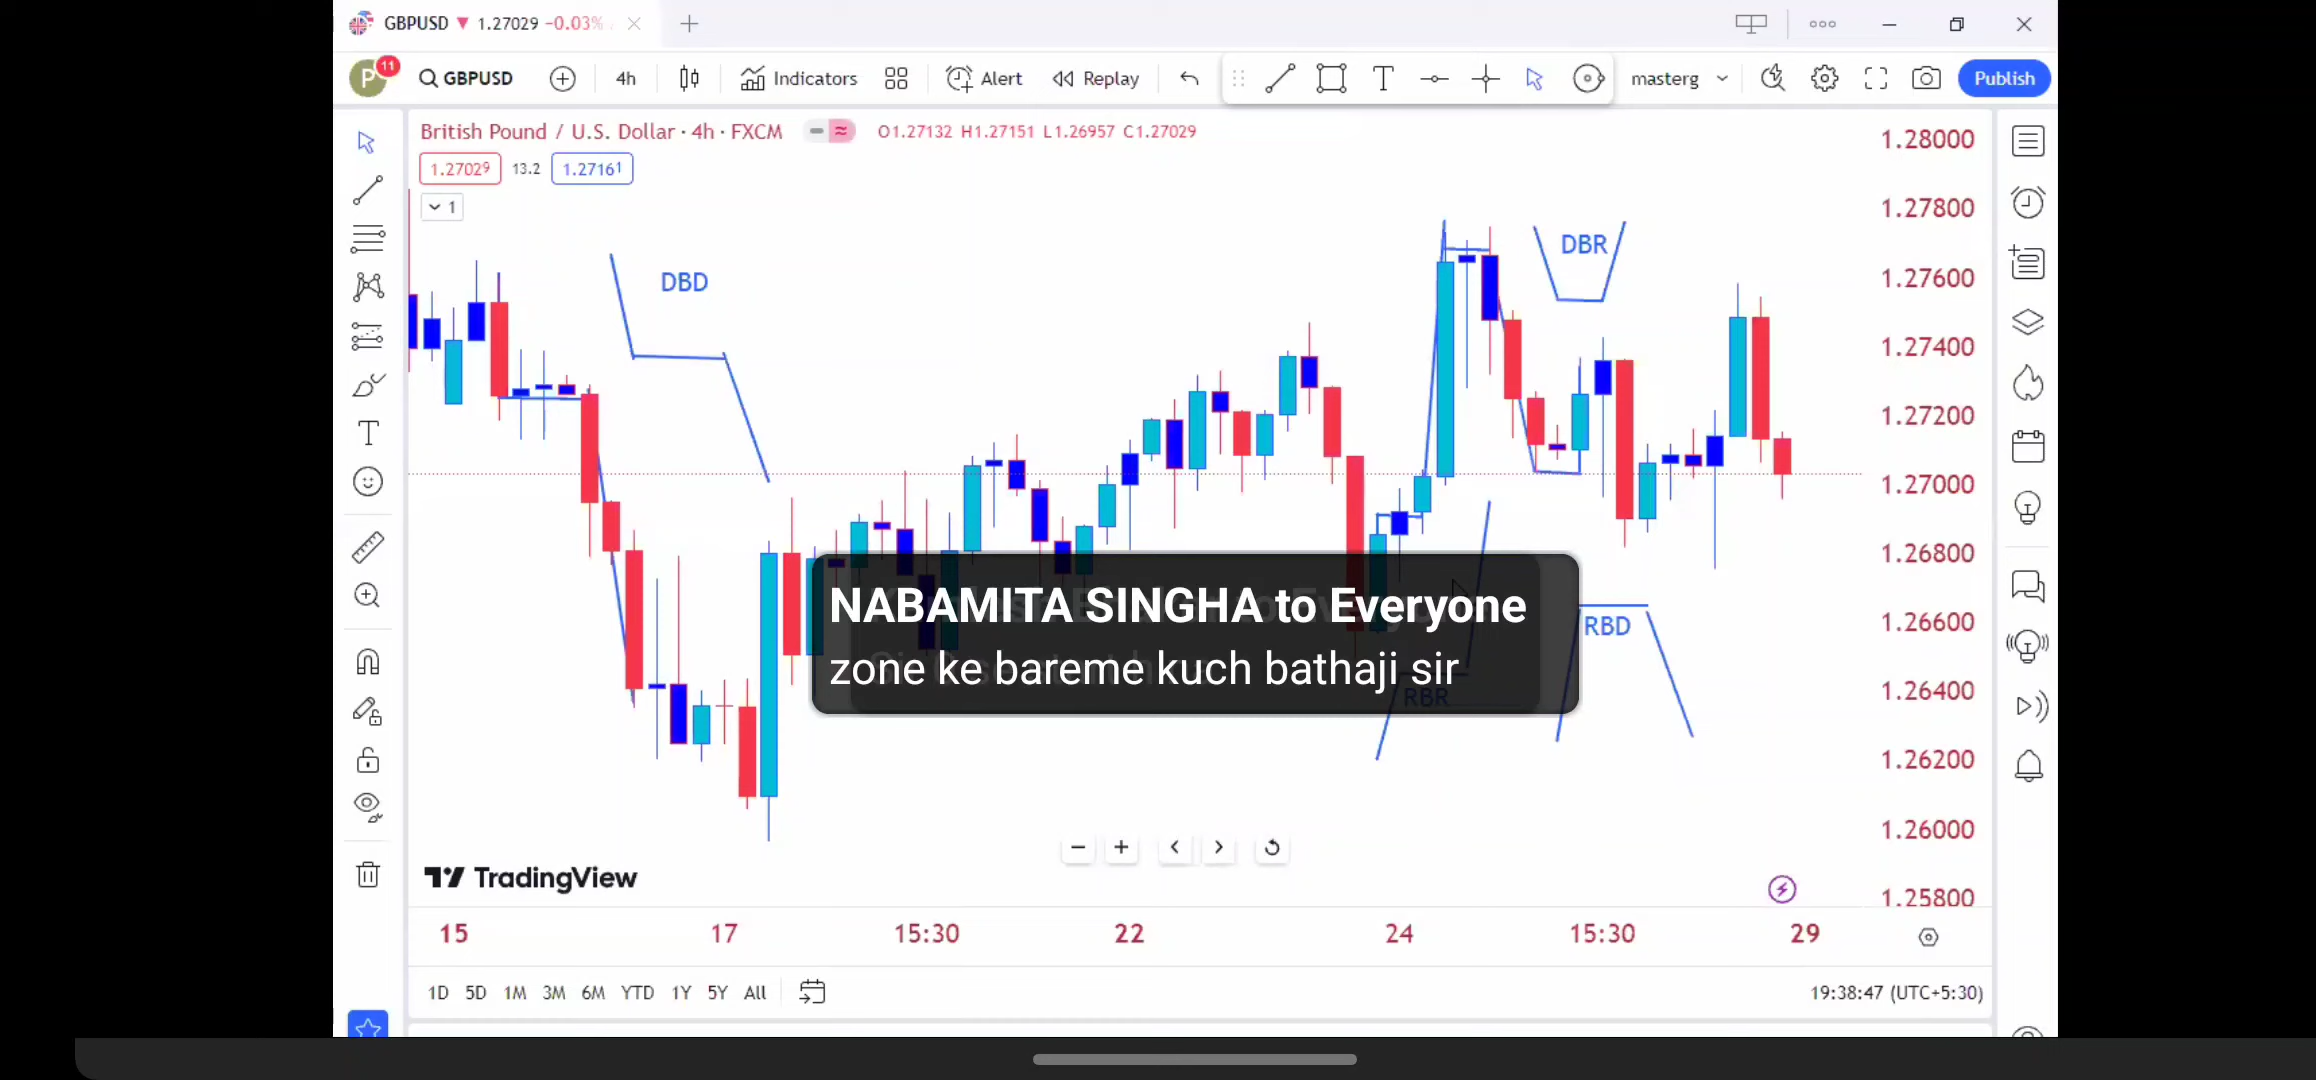 GBPUSD ▼ 1.27029 −0.03%
P 11 GBPUSD 4h Indicators Alert Replay T masterg Publish
British Pound / U.S. Dollar · 4h · FXCM O1.27132 H1.27151 L1.26957 C1.27029
1.27029 13.2 1.27161
1
DBD
DBR
NABAMITA SINGHA to Everyone
zone ke bareme kuch bathaji sir
RBR
RBD
1.28000
1.27800
1.27600
1.27400
1.27200
1.27000
1.26800
1.26600
1.26400
1.26200
1.26000
1.25800
TradingView
15 17 15:30 22 24 15:30 29
1D 5D 1M 3M 6M YTD 1Y 5Y All
19:38:47 (UTC+5:30)